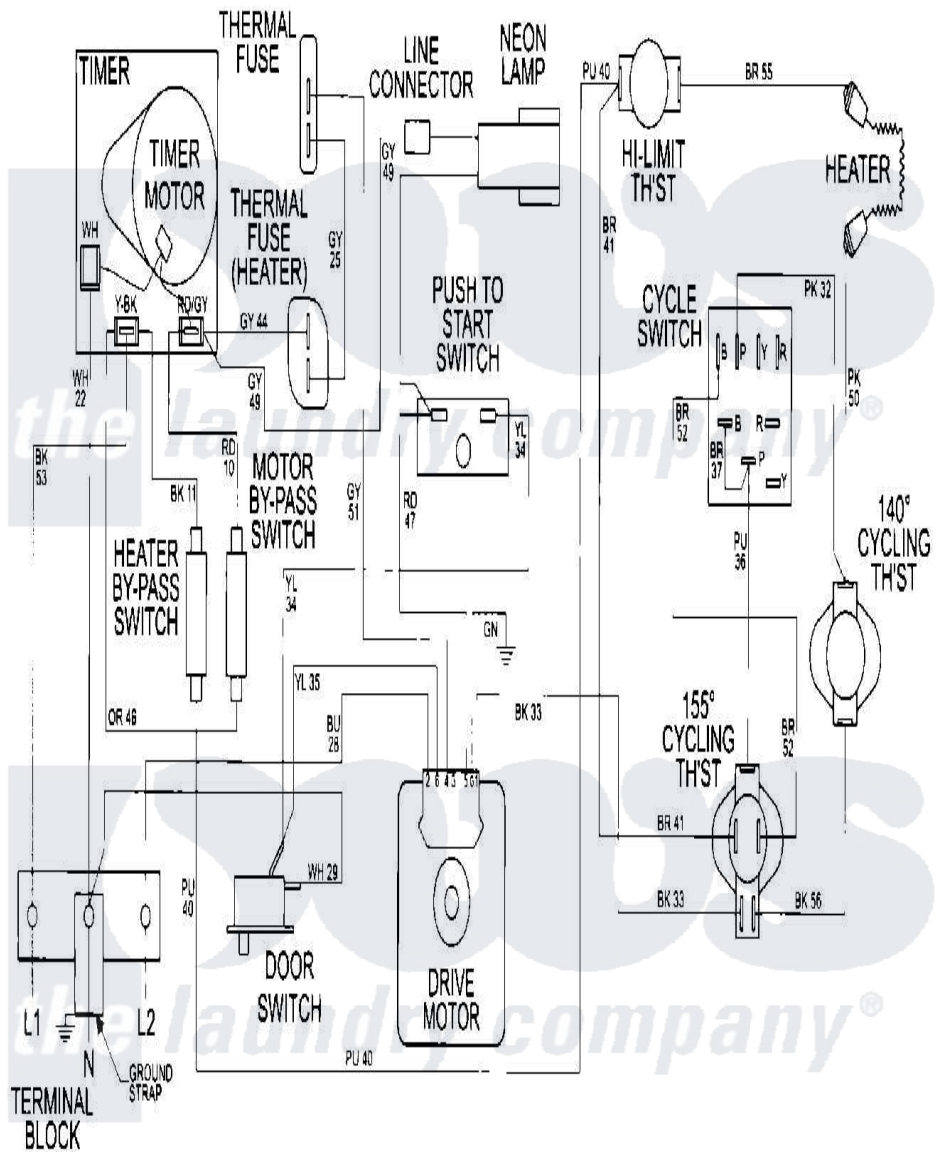 THERMAL
FUSE
TIMER
TIMER
MOTOR
WH
Y-BK
RD/GY
GY 44
GY
49
WH
22
THERMAL
FUSE
(HEATER)
GY
25
LINE
CONNECTOR
NEON
LAMP
GY
49
PU 40
BR 55
HI-LIMIT
TH'ST
HEATER
BR
41
PUSH TO
START
SWITCH
CYCLE
SWITCH
PK 32
PK
50
B
P
Y
R
BR
52
B
R
BR
37
P
Y
YL
34
the laundry company®
BK
53
RD
10
BK 11
MOTOR
BY-PASS
SWITCH
GY
51
RD
47
PU
36
140°
CYCLING
TH'ST
HEATER
BY-PASS
SWITCH
YL
34
GN
YL 35
OR 46
BU
28
BK 33
155°
CYCLING
TH'ST
BR
52
2 6 4 3 5 G 1
BR 41
WH 29
PU
40
BK 33
BK 56
DOOR
SWITCH
DRIVE
MOTOR
the laundry company®
L1
L2
N
GROUND
STRAP
PU 40
TERMINAL
BLOCK